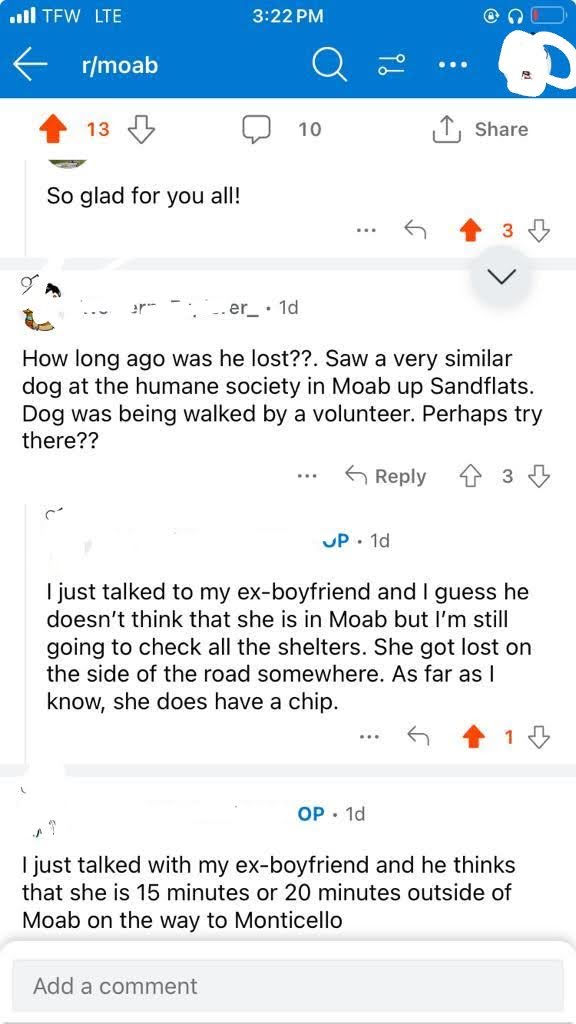 TFW LTE 3:22 PM
r/moab
13 10 Share
So glad for you all!
3
1d
How long ago was he lost??. Saw a very similar
dog at the humane society in Moab up Sandflats.
Dog was being walked by a volunteer. Perhaps try
there??
Reply 3
OP • 1d
I just talked to my ex-boyfriend and I guess he
doesn't think that she is in Moab but I'm still
going to check all the shelters. She got lost on
the side of the road somewhere. As far as I
know, she does have a chip.
1
OP • 1d
I just talked with my ex-boyfriend and he thinks
that she is 15 minutes or 20 minutes outside of
Moab on the way to Monticello
Add a comment